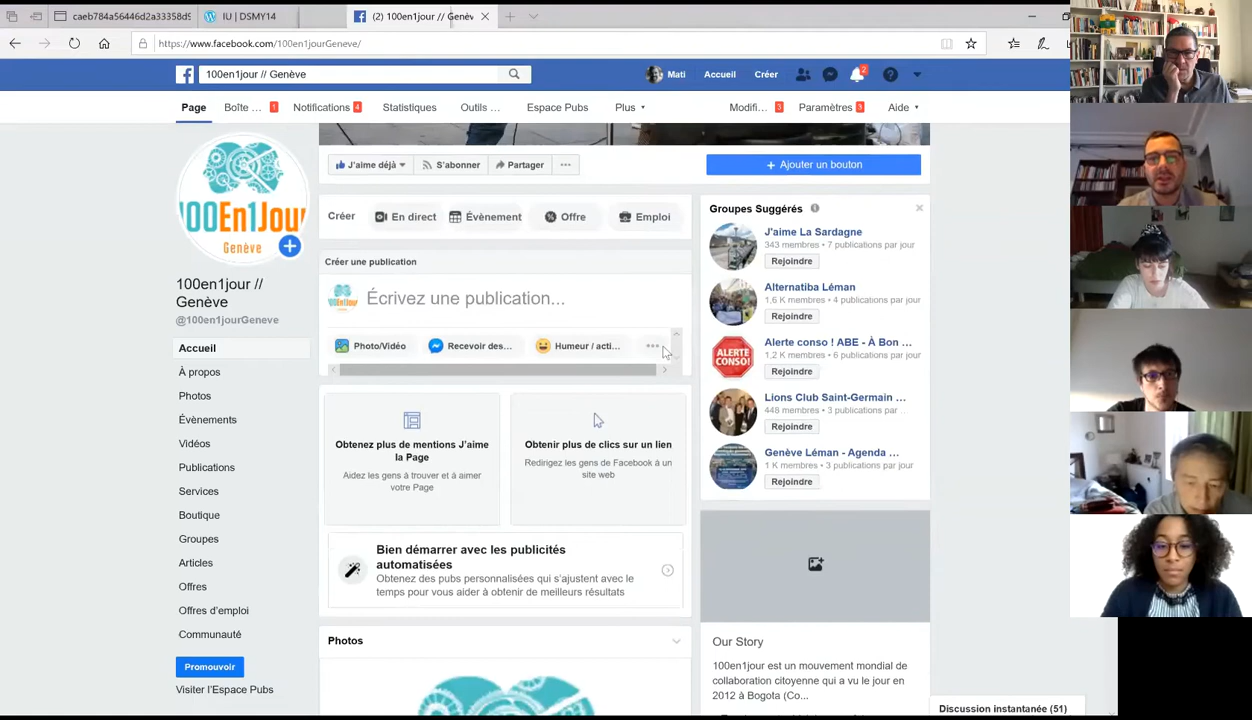 caeb784a56446d2a33358d9
IU | DSMY14
(2) 100en1jour // Genèv
https://www.facebook.com/100en1jourGeneve/
100en1jour // Genève
Mati
Accueil
Créer
2
Page
Boîte ...
1
Notifications
4
Statistiques
Outils ...
Espace Pubs
Plus
Modifi...
3
Paramètres
3
Aide
100En1Jour
Genève
J'aime déjà
S'abonner
Partager
...
+ Ajouter un bouton
Créer
En direct
Évènement
Offre
Emploi
Créer une publication
Écrivez une publication...
Photo/Vidéo
Recevoir des...
Humeur / acti...
...
100en1jour //
Genève
@100en1jourGeneve
Accueil
À propos
Photos
Évènements
Vidéos
Publications
Services
Boutique
Groupes
Articles
Offres
Offres d'emploi
Communauté
Promouvoir
Visiter l'Espace Pubs
Obtenez plus de mentions J'aime
la Page
Aidez les gens à trouver et à aimer
votre Page
Obtenir plus de clics sur un lien
Redirigez les gens de Facebook à un
site web
Bien démarrer avec les publicités
automatisées
Obtenez des pubs personnalisées qui s'ajustent avec le
temps pour vous aider à obtenir de meilleurs résultats
Photos
Groupes Suggérés
J'aime La Sardagne
343 membres • 7 publications par jour
Rejoindre
Alternatiba Léman
1,6 K membres • 4 publications par jour
Rejoindre
ALERTE
CONSO!
Alerte conso ! ABE - À Bon ...
1,2 K membres • 6 publications par jour
Rejoindre
Lions Club Saint-Germain ...
448 membres • 3 publications par ..
Rejoindre
Genève Léman - Agenda ...
1 K membres • 3 publications par jour
Rejoindre
Our Story
100en1jour est un mouvement mondial de
collaboration citoyenne qui a vu le jour en
2012 à Bogota (Co...
Discussion instantanée (51)